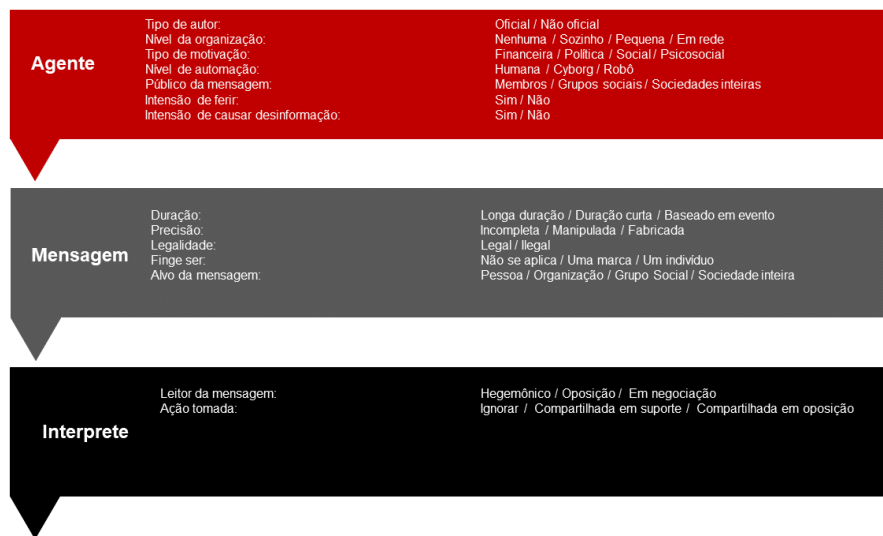 Agente
Tipo de autor: Oficial / Não oficial
Nível da organização: Nenhuma / Sozinho / Pequena / Em rede
Tipo de motivação: Financeira / Política / Social / Psicosocial
Nível de automação: Humana / Cyborg / Robô
Público da mensagem: Membros / Grupos sociais / Sociedades inteiras
Intensão de ferir: Sim / Não
Intensão de causar desinformação: Sim / Não
Mensagem
Duração: Longa duração / Duração curta / Baseado em evento
Precisão: Incompleta / Manipulada / Fabricada
Legalidade: Legal / Ilegal
Finge ser: Não se aplica / Uma marca / Um indivíduo
Alvo da mensagem: Pessoa / Organização / Grupo Social / Sociedade inteira
Interprete
Leitor da mensagem: Hegemônico / Oposição / Em negociação
Ação tomada: Ignorar / Compartilhada em suporte / Compartilhada em oposição